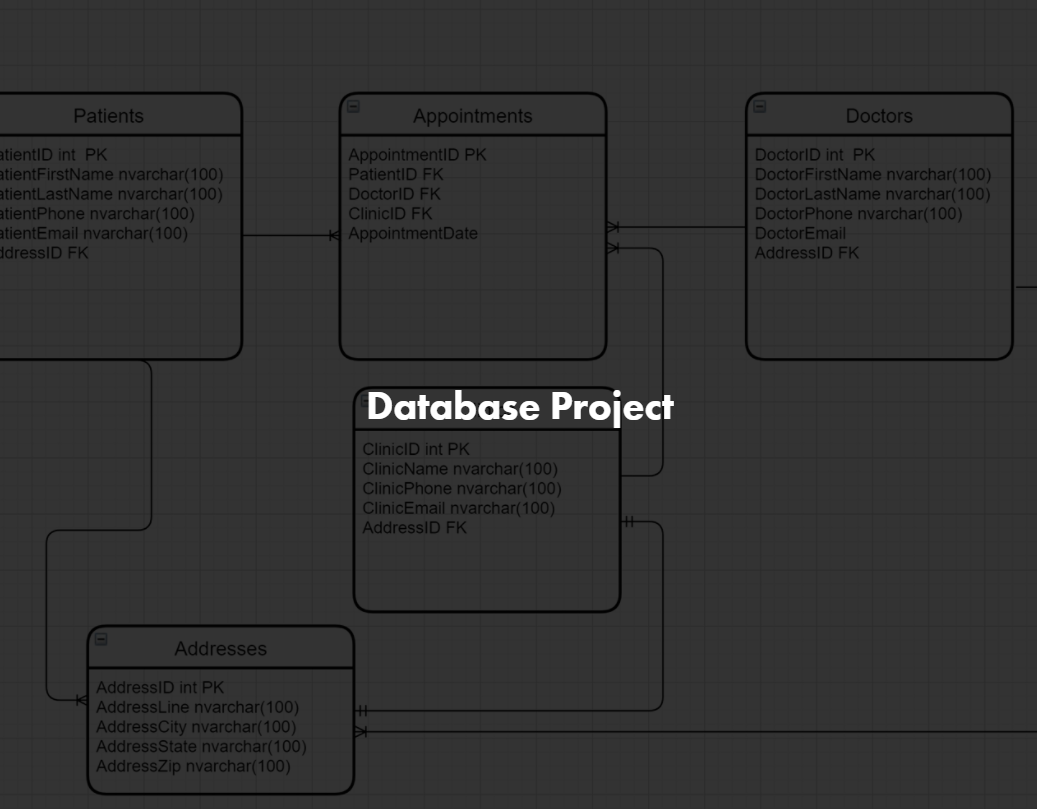 Patients
atientID int  PK
atientFirstName nvarchar(100)
atientLastName nvarchar(100)
atientPhone nvarchar(100)
atientEmail nvarchar(100)
ddressID FK
Appointments
AppointmentID PK
PatientID FK
DoctorID FK
ClinicID FK
AppointmentDate
Doctors
DoctorID int  PK
DoctorFirstName nvarchar(100)
DoctorLastName nvarchar(100)
DoctorPhone nvarchar(100)
DoctorEmail
AddressID FK
Database Project
ClinicID int PK
ClinicName nvarchar(100)
ClinicPhone nvarchar(100)
ClinicEmail nvarchar(100)
AddressID FK
Addresses
AddressID int PK
AddressLine nvarchar(100)
AddressCity nvarchar(100)
AddressState nvarchar(100)
AddressZip nvarchar(100)